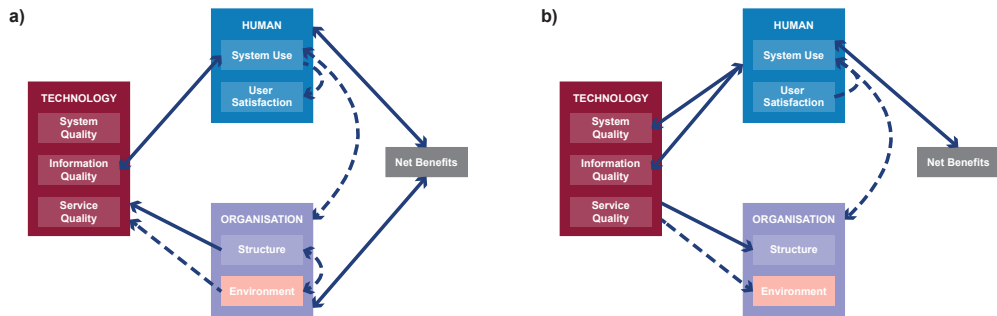 a)
HUMAN
System Use
User
Satisfaction
TECHNOLOGY
System
Quality
Information
Quality
Service
Quality
Net Benefits
ORGANISATION
Structure
Environment
b)
HUMAN
System Use
User
Satisfaction
TECHNOLOGY
System
Quality
Information
Quality
Service
Quality
Net Benefits
ORGANISATION
Structure
Environment